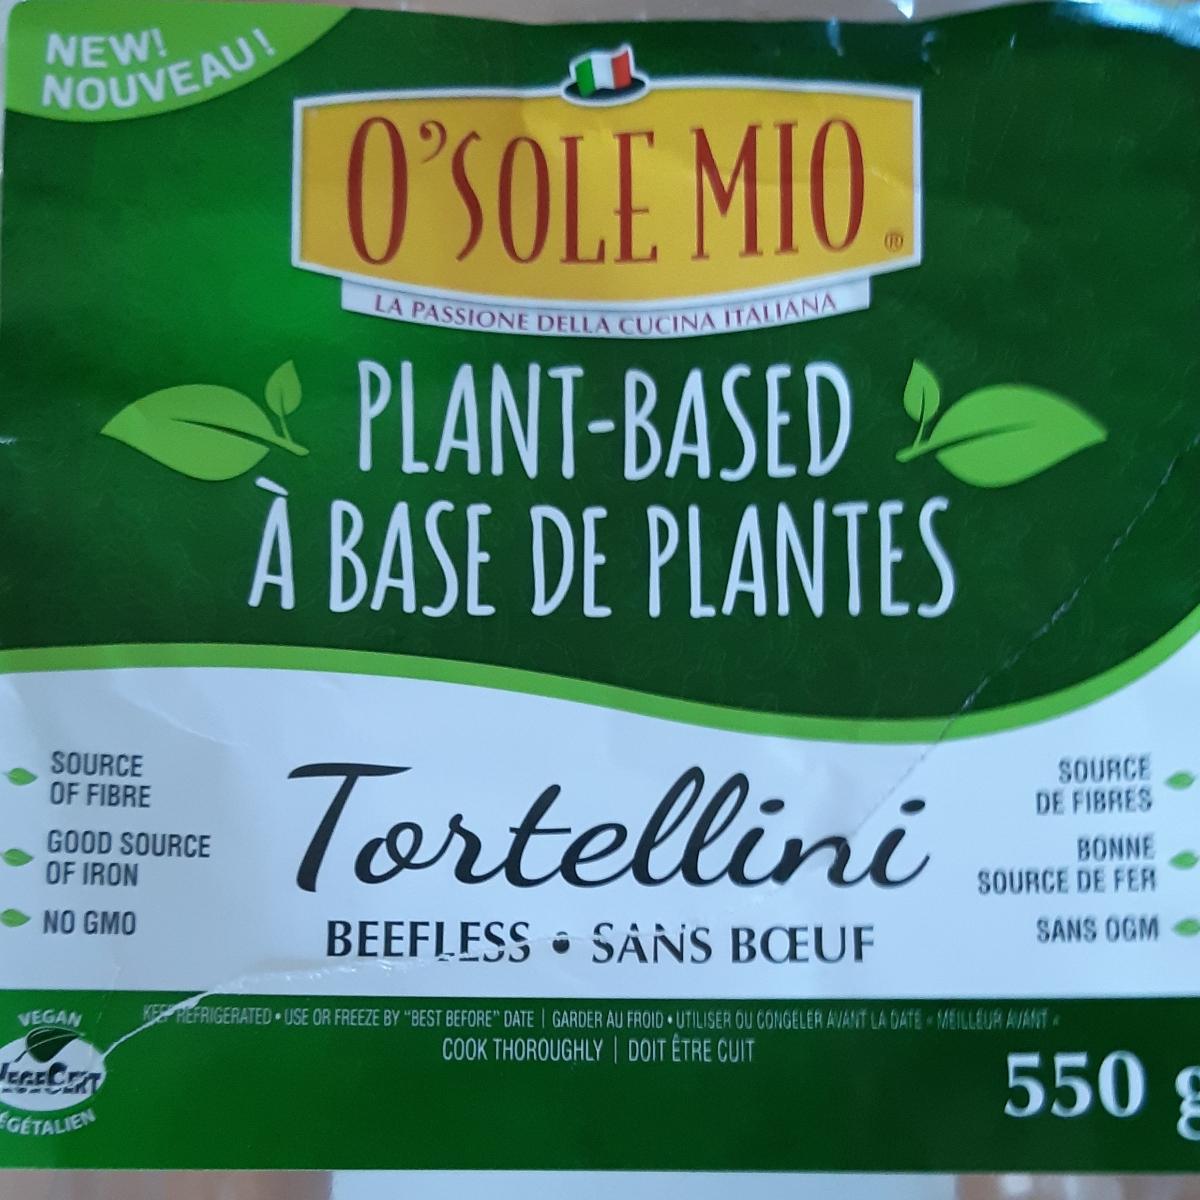 NEW!
NOUVEAU!
O'SOLE MIO ®
LA PASSIONE DELLA CUCINA ITALIANA
PLANT-BASED
À BASE DE PLANTES
SOURCE
OF FIBRE
GOOD SOURCE
OF IRON
NO GMO
Tortellini
BEEFLESS • SANS BŒUF
SOURCE
DE FIBRES
BONNE
SOURCE DE FER
SANS OGM
KEEP REFRIGERATED • USE OR FREEZE BY "BEST BEFORE" DATE | GARDER AU FROID • UTILISER OU CONGELER AVANT LA DATE « MEILLEUR AVANT «
COOK THOROUGHLY | DOIT ÊTRE CUIT
VEGAN
VEGECERT
ÉGÉTALIEN
550 g